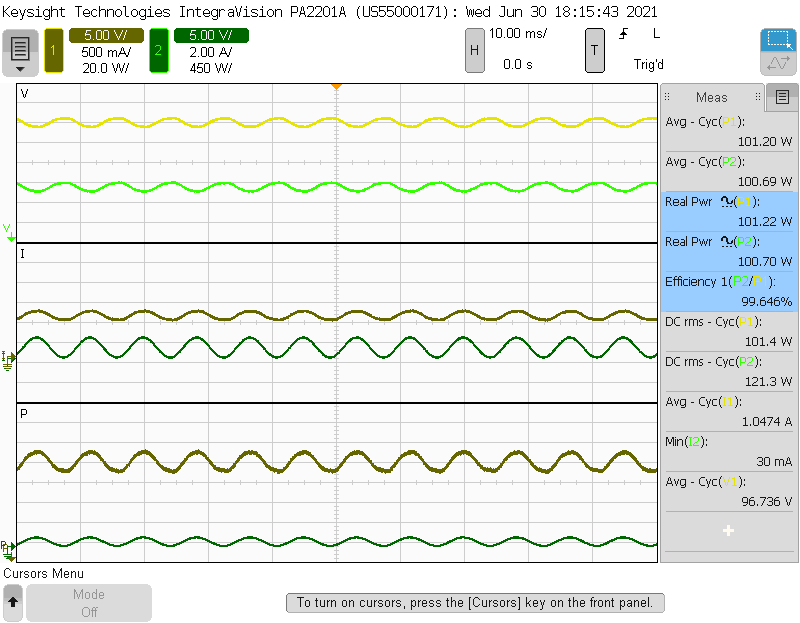 Keysight Technologies IntegraVision PA2201A (US55000171): Wed Jun 30 18:15:43 2021
1
5.00 V/
500 mA/
20.0 W/
2
5.00 V/
2.00 A/
450 W/
H
10.00 ms/
0.0 s
T
L
Trig'd
V
I
P
V
I
P
Meas
Avg - Cyc(P1):
101.20 W
Avg - Cyc(P2):
100.69 W
Real Pwr (P1):
101.22 W
Real Pwr (P2):
100.70 W
Efficiency 1(P2/P1):
99.646%
DC rms - Cyc(P1):
101.4 W
DC rms - Cyc(P2):
121.3 W
Avg - Cyc(I1):
1.0474 A
Min(I2):
30 mA
Avg - Cyc(V1):
96.736 V
+
Cursors Menu
Mode
Off
To turn on cursors, press the [Cursors] key on the front panel.